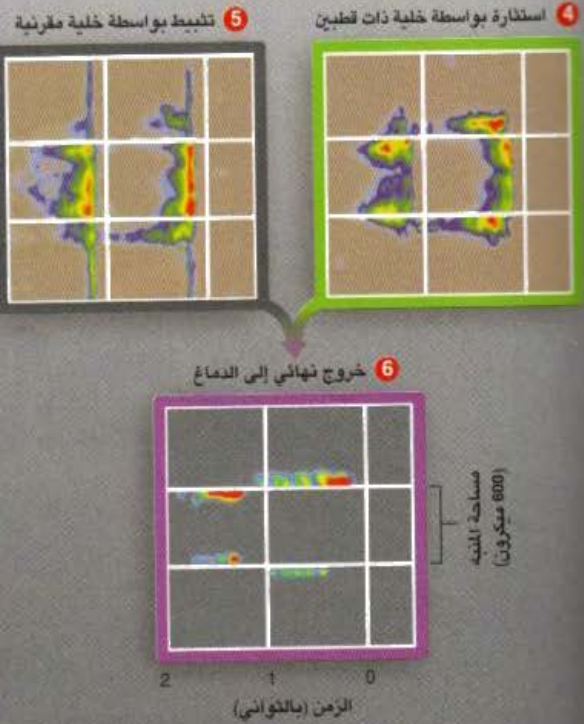 4 استثارة بواسطة خلية ذات قطبين
5 تثبيط بواسطة خلية مقرنية
6 خروج نهائي إلى الدماغ
مساحة المنبه
(600 ميكرون)
0 1 2
الزمن (بالثواني)